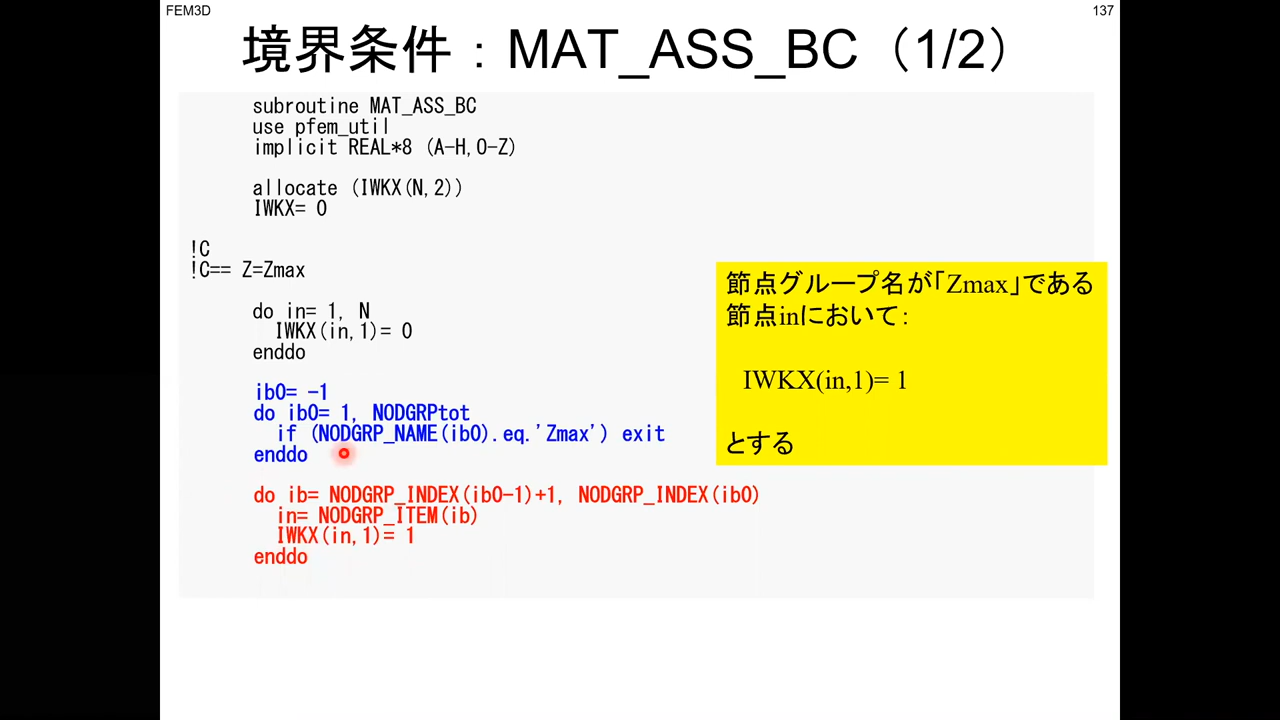 FEM3D
137
境界条件：MAT_ASS_BC（1/2）
subroutine MAT_ASS_BC
use pfem_util
implicit REAL*8 (A-H,O-Z)
allocate (IWKX(N,2))
IWKX= 0
!C
!C== Z=Zmax
do in= 1, N
IWKX(in,1)= 0
enddo
ib0= -1
do ib0= 1, NODGRPtot
if (NODGRP_NAME(ib0).eq.'Zmax') exit
enddo
do ib= NODGRP_INDEX(ib0-1)+1, NODGRP_INDEX(ib0)
in= NODGRP_ITEM(ib)
IWKX(in,1)= 1
enddo
節点グループ名が「Zmax」である
節点inにおいて：
IWKX(in,1)= 1
とする